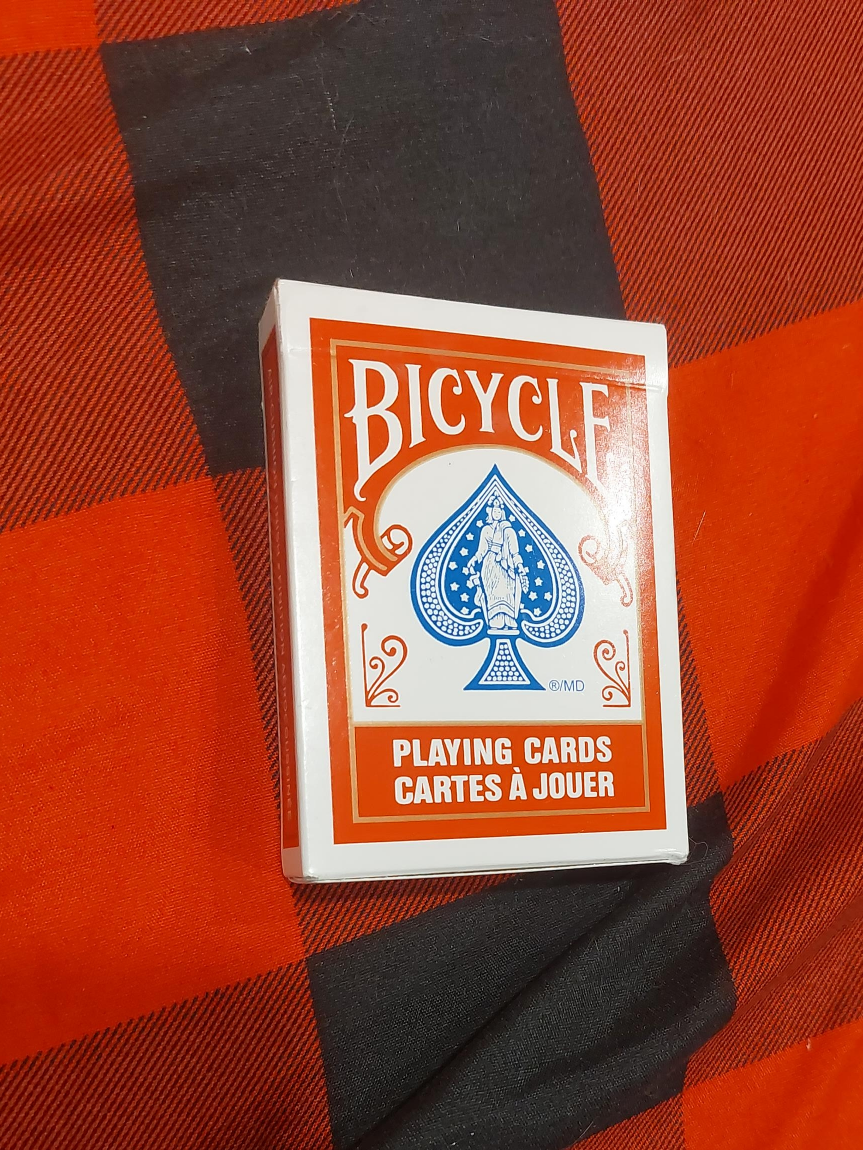 BICYCLE
®/MD
PLAYING CARDS
CARTES À JOUER